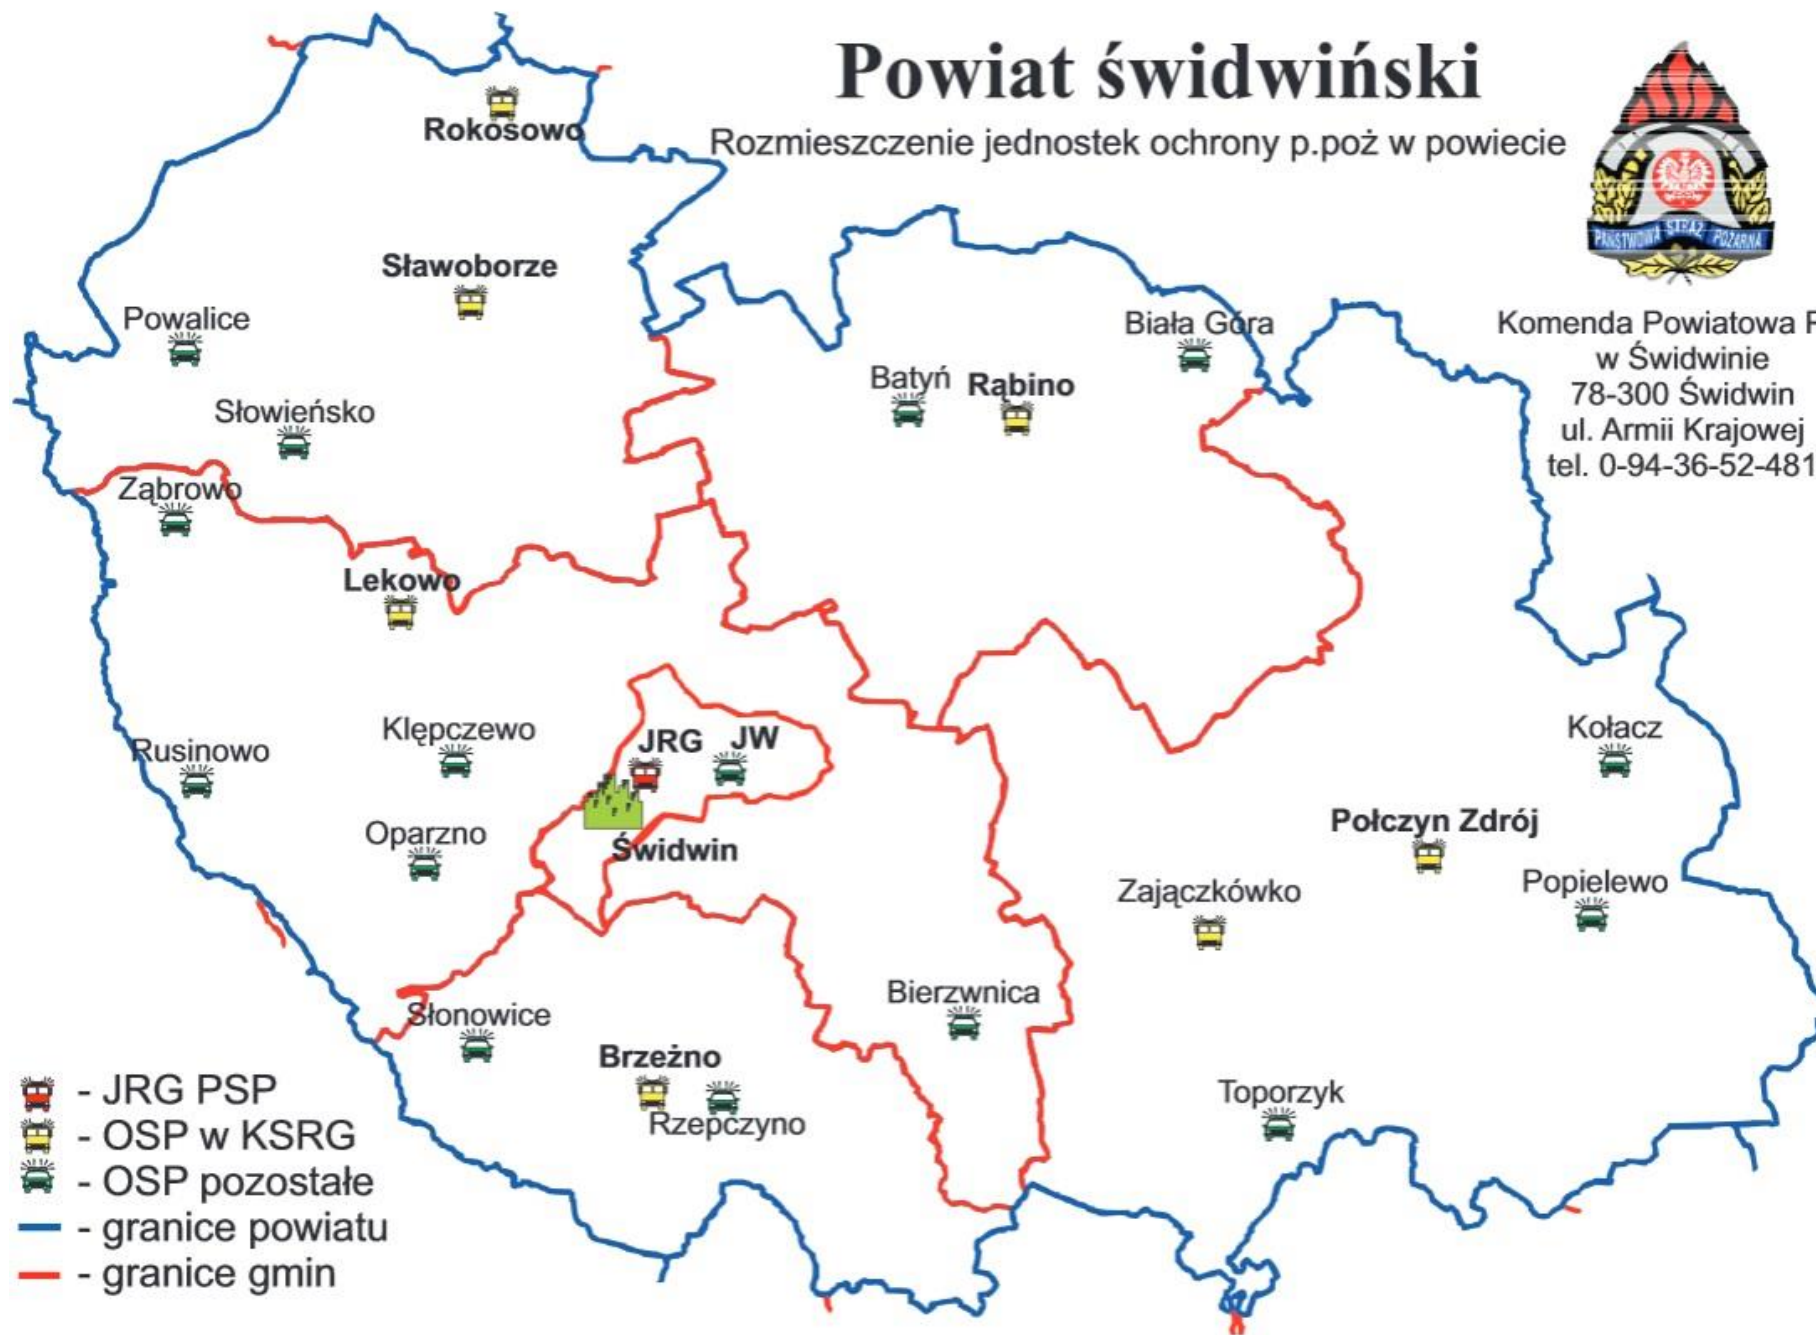 Powiat świdwiński
Rozmieszczenie jednostek ochrony p.poż w powiecie
PAŃSTWOWA STRAŻ POŻARNA
Komenda Powiatowa P
w Świdwinie
78-300 Świdwin
ul. Armii Krajowej
tel. 0-94-36-52-481
Rokosowo
Sławoborze
Powalice
Słowieńsko
Ząbrowo
Lekowo
Biała Góra
Batyń
Rąbino
Klępczewo
Rusinowo
Oparzno
JRG
JW
Świdwin
Kołacz
Połczyn Zdrój
Popielewo
Zajączkówko
Bierzwnica
Słonowice
Brzeżno
Rzepczyno
Toporzyk
- JRG PSP
- OSP w KSRG
- OSP pozostałe
- granice powiatu
- granice gmin